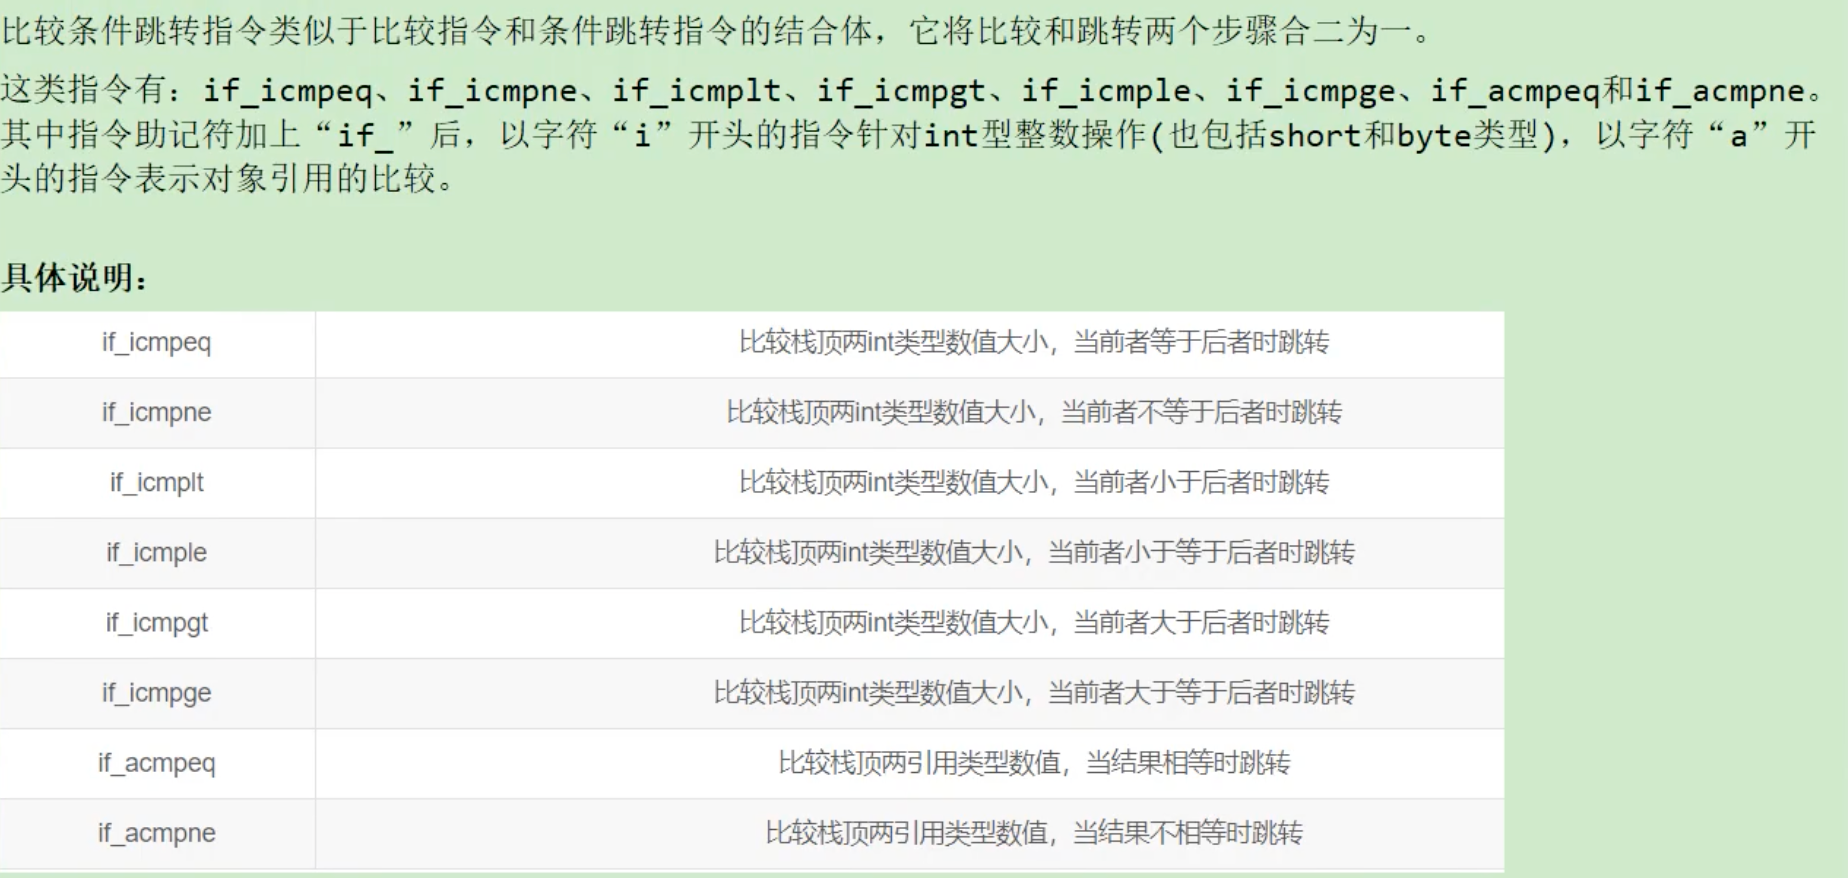 比较条件跳转指令类似于比较指令和条件跳转指令的结合体，它将比较和跳转两个步骤合二为一。
这类指令有：if_icmpeq、if_icmpne、if_icmplt、if_icmpgt、if_icmple、if_icmpge、if_acmpeq和if_acmpne。
其中指令助记符加上“if_”后，以字符“i”开头的指令针对int型整数操作(也包括short和byte类型)，以字符“a”开
头的指令表示对象引用的比较。
具体说明：
if_icmpeq 比较栈顶两int类型数值大小，当前者等于后者时跳转
if_icmpne 比较栈顶两int类型数值大小，当前者不等于后者时跳转
if_icmplt 比较栈顶两int类型数值大小，当前者小于后者时跳转
if_icmple 比较栈顶两int类型数值大小，当前者小于等于后者时跳转
if_icmpgt 比较栈顶两int类型数值大小，当前者大于后者时跳转
if_icmpge 比较栈顶两int类型数值大小，当前者大于等于后者时跳转
if_acmpeq 比较栈顶两引用类型数值，当结果相等时跳转
if_acmpne 比较栈顶两引用类型数值，当结果不相等时跳转